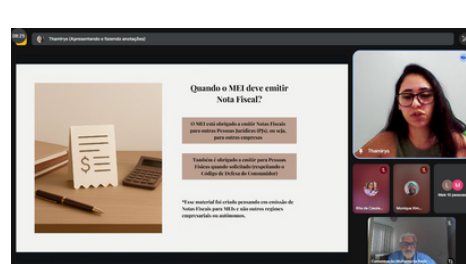 Thamirys (Apresentando e fazendo anotações)
Quando o MEI deve emitir
Nota Fiscal?
O MEI está obrigado a emitir Notas Fiscais
para outras Pessoas Jurídicas (PJs), ou seja,
para outras empresas
Também é obrigado a emitir para Pessoas
Físicas quando solicitado (respeitando o
Código de Defesa do Consumidor)
*Esse material foi criado pensando em emissão de
Notas Fiscais para MEIs e não outros regimes
empresariais ou autônomos.
Thamirys
Mais 10 pessoas